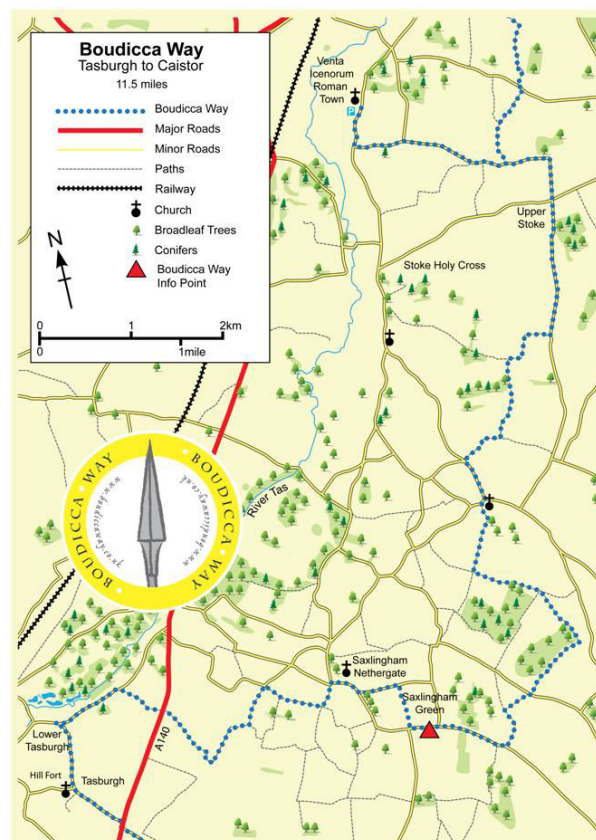 Boudicca Way
Tasburgh to Caistor
11.5 miles
Boudicca Way
Major Roads
Minor Roads
Paths
Railway
Church
Broadleaf Trees
Conifers
Boudicca Way
Info Point
N
0 1 2km
0 1mile
Venta
Icenorum
Roman
Town
P
Upper
Stoke
Stoke Holy Cross
River Tas
BOUDICCA · WAY
BOUDICCA · WAY
Saxlingham
Nethergate
Saxlingham
Green
A140
Lower
Tasburgh
Hill Fort
Tasburgh